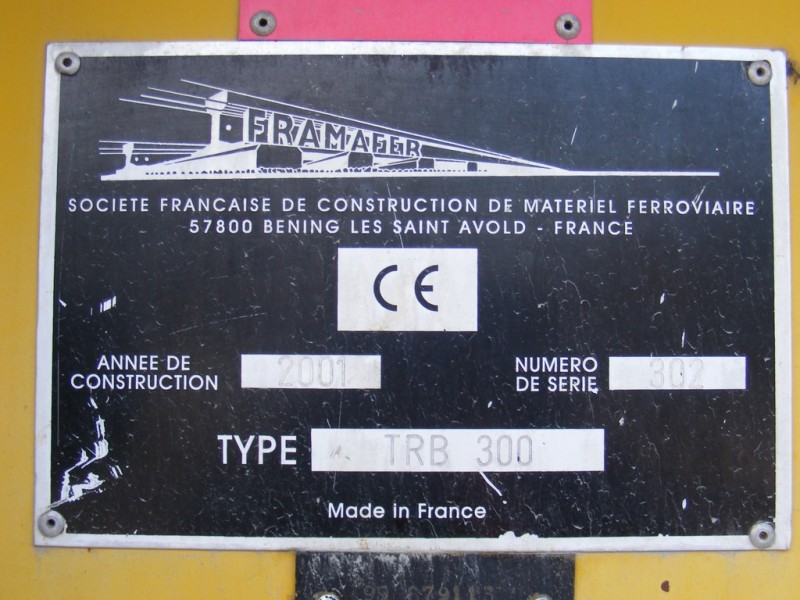 FRAMAFER
SOCIETE FRANCAISE DE CONSTRUCTION DE MATERIEL FERROVIAIRE
57800 BENING LES SAINT AVOLD - FRANCE
CE
ANNEE DE
CONSTRUCTION 2001
NUMERO
DE SERIE 302
TYPE TRB 300
Made in France